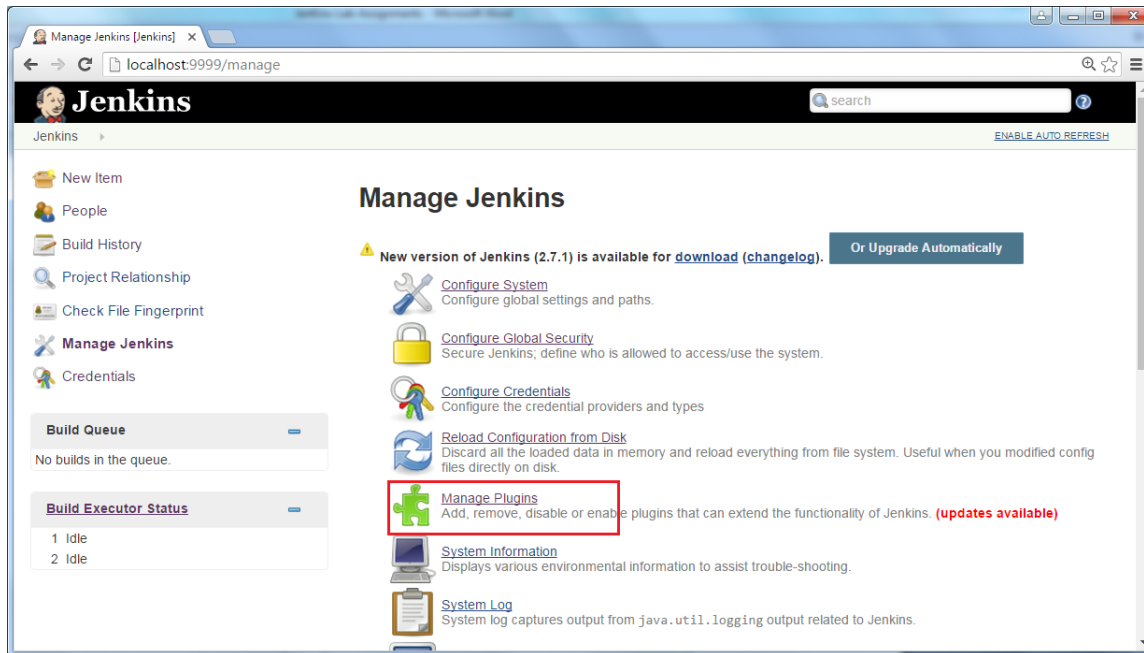 Jenkins Lab Assignments - Microsoft Word
Manage Jenkins [Jenkins]
localhost:9999/manage
Jenkins
search
Jenkins
ENABLE AUTO REFRESH
New Item
People
Build History
Project Relationship
Check File Fingerprint
Manage Jenkins
Credentials
Build Queue
No builds in the queue.
Build Executor Status
1 Idle
2 Idle
Manage Jenkins
New version of Jenkins (2.7.1) is available for download (changelog).
Or Upgrade Automatically
Configure System
Configure global settings and paths.
Configure Global Security
Secure Jenkins; define who is allowed to access/use the system.
Configure Credentials
Configure the credential providers and types
Reload Configuration from Disk
Discard all the loaded data in memory and reload everything from file system. Useful when you modified config
files directly on disk.
Manage Plugins
Add, remove, disable or enable plugins that can extend the functionality of Jenkins. (updates available)
System Information
Displays various environmental information to assist trouble-shooting.
System Log
System log captures output from java.util.logging output related to Jenkins.